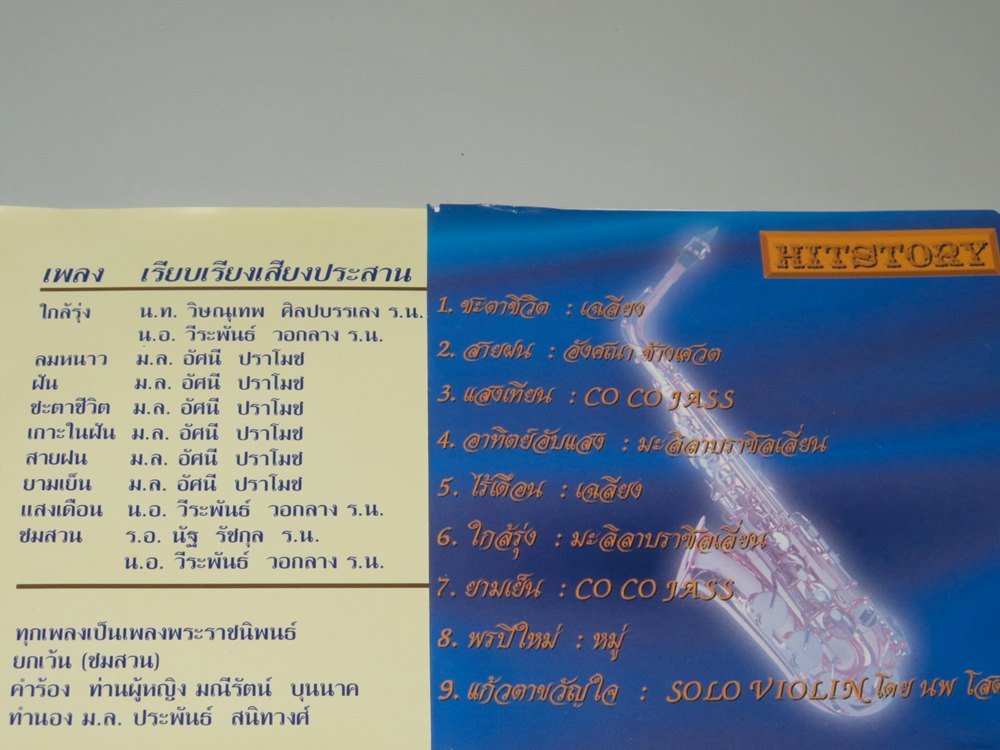 เพลง เรียบเรียงเสียงประสาน
ใกล้รุ่ง น.ท. วิษณุเทพ ศิลปบรรเลง ร.น.
น.อ. วีระพันธ์ วอกลาง ร.น.
ลมหนาว ม.ล. อัศนี ปราโมช
ฝัน ม.ล. อัศนี ปราโมช
ชะตาชีวิต ม.ล. อัศนี ปราโมช
เกาะในฝัน ม.ล. อัศนี ปราโมช
สายฝน ม.ล. อัศนี ปราโมช
ยามเย็น ม.ล. อัศนี ปราโมช
แสงเดือน น.อ. วีระพันธ์ วอกลาง ร.น.
ชมสวน ร.อ. นัฐ รัชกุล ร.น.
น.อ. วีระพันธ์ วอกลาง ร.น.
ทุกเพลงเป็นเพลงพระราชนิพนธ์
ยกเว้น (ชมสวน)
คำร้อง ท่านผู้หญิง มณีรัตน์ บุนนาค
ทำนอง ม.ล. ประพันธ์ สนิทวงศ์
HITSTORY
1. ชะตาชีวิต : เฉลียง
2. สายฝน : อังศณา ช้างเศวต
3. แสงเทียน : CO CO JASS
4. อาทิตย์อับแสง : มะลิลาบราซิลเลี่ยน
5. ไร้เดือน : เฉลียง
6. ใกล้รุ่ง : มะลิลาบราซิลเลี่ยน
7. ยามเย็น : CO CO JASS
8. พรปีใหม่ : หมู่
9. แก้วตาขวัญใจ : SOLO VIOLIN โดย นพ